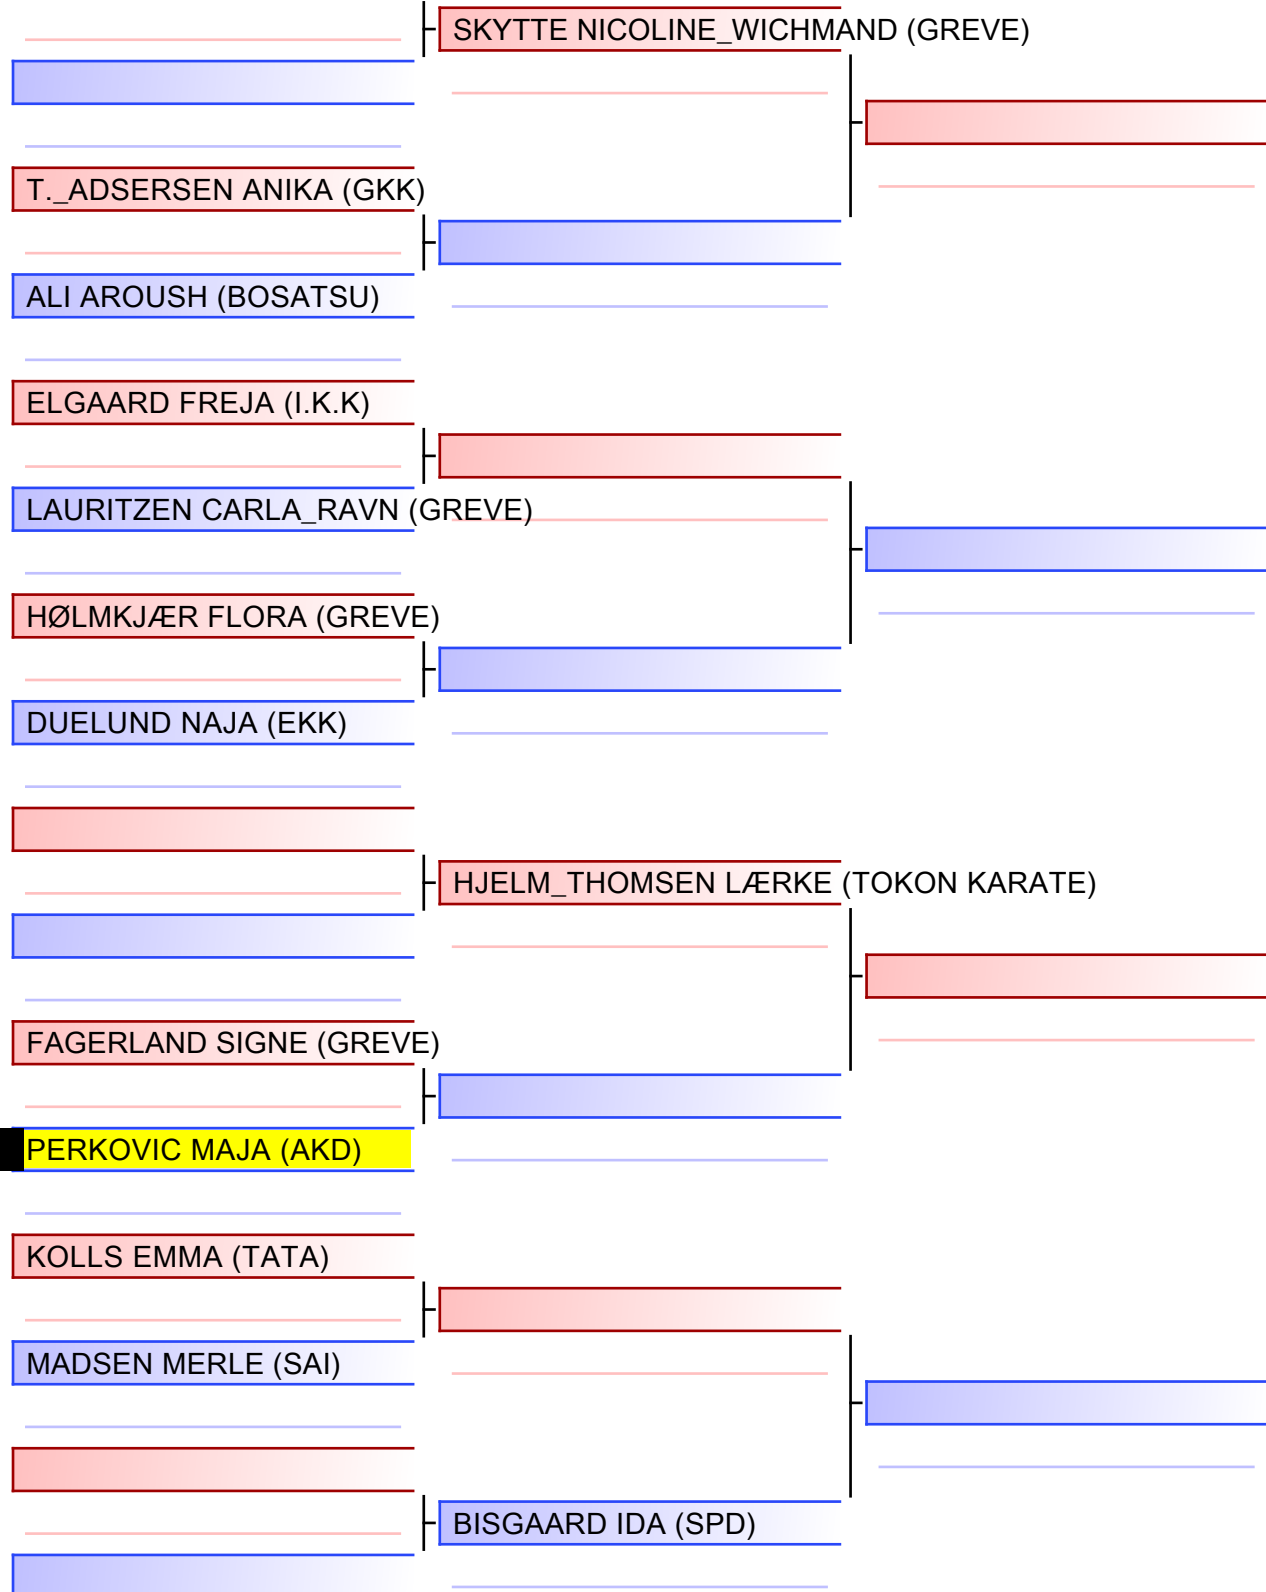 SKYTTE NICOLINE_WICHMAND (GREVE)
T._ADSERSEN ANIKA (GKK)
ALI AROUSH (BOSATSU)
ELGAARD FREJA (I.K.K)
LAURITZEN CARLA_RAVN (GREVE)
HØLMKJÆR FLORA (GREVE)
DUELUND NAJA (EKK)
HJELM_THOMSEN LÆRKE (TOKON KARATE)
FAGERLAND SIGNE (GREVE)
PERKOVIC MAJA (AKD)
KOLLS EMMA (TATA)
MADSEN MERLE (SAI)
BISGAARD IDA (SPD)